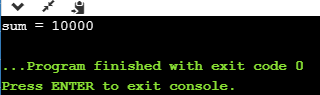 sum = 10000
...Program finished with exit code 0
Press ENTER to exit console.